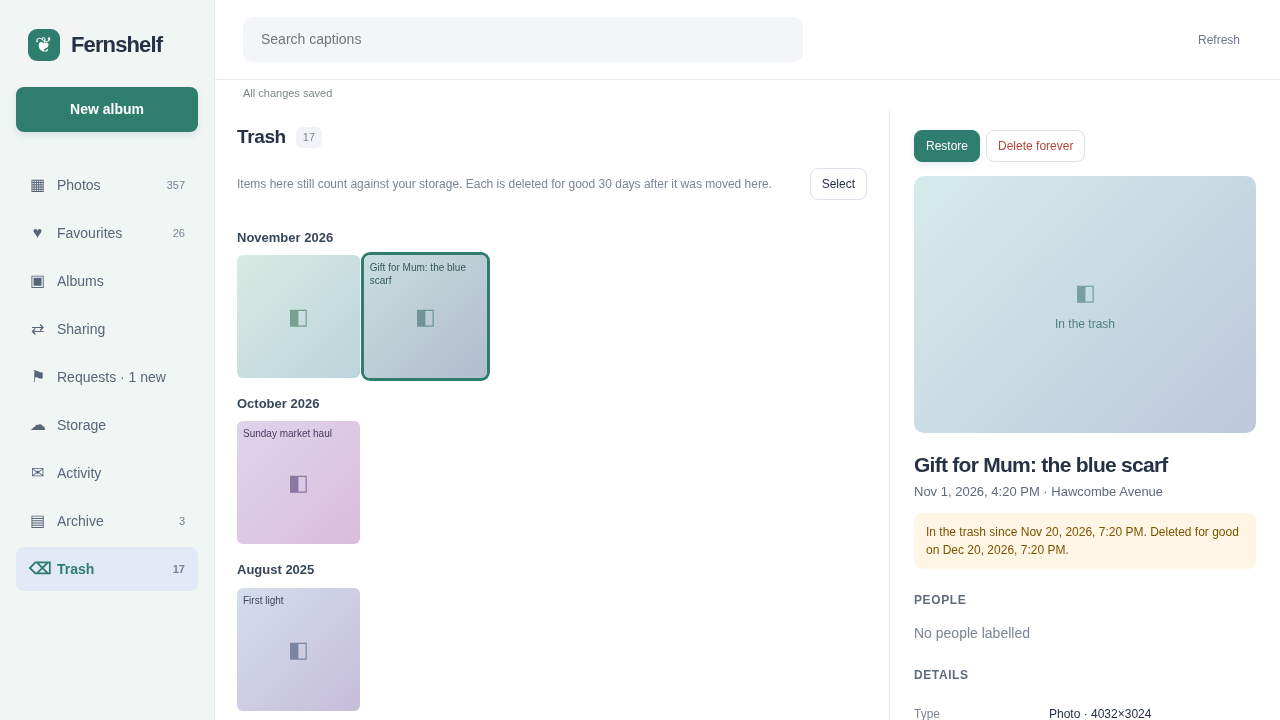 Fernshelf
New album
Photos 357
Favourites 26
Albums
Sharing
Requests · 1 new
Storage
Activity
Archive 3
Trash 17
Search captions
Refresh
All changes saved
Trash 17
Items here still count against your storage. Each is deleted for good 30 days after it was moved here.
Select
November 2026
Gift for Mum: the blue
scarf
October 2026
Sunday market haul
August 2025
First light
Restore
Delete forever
In the trash
Gift for Mum: the blue scarf
Nov 1, 2026, 4:20 PM · Hawcombe Avenue
In the trash since Nov 20, 2026, 7:20 PM. Deleted for good
on Dec 20, 2026, 7:20 PM.
PEOPLE
No people labelled
DETAILS
Type Photo · 4032×3024